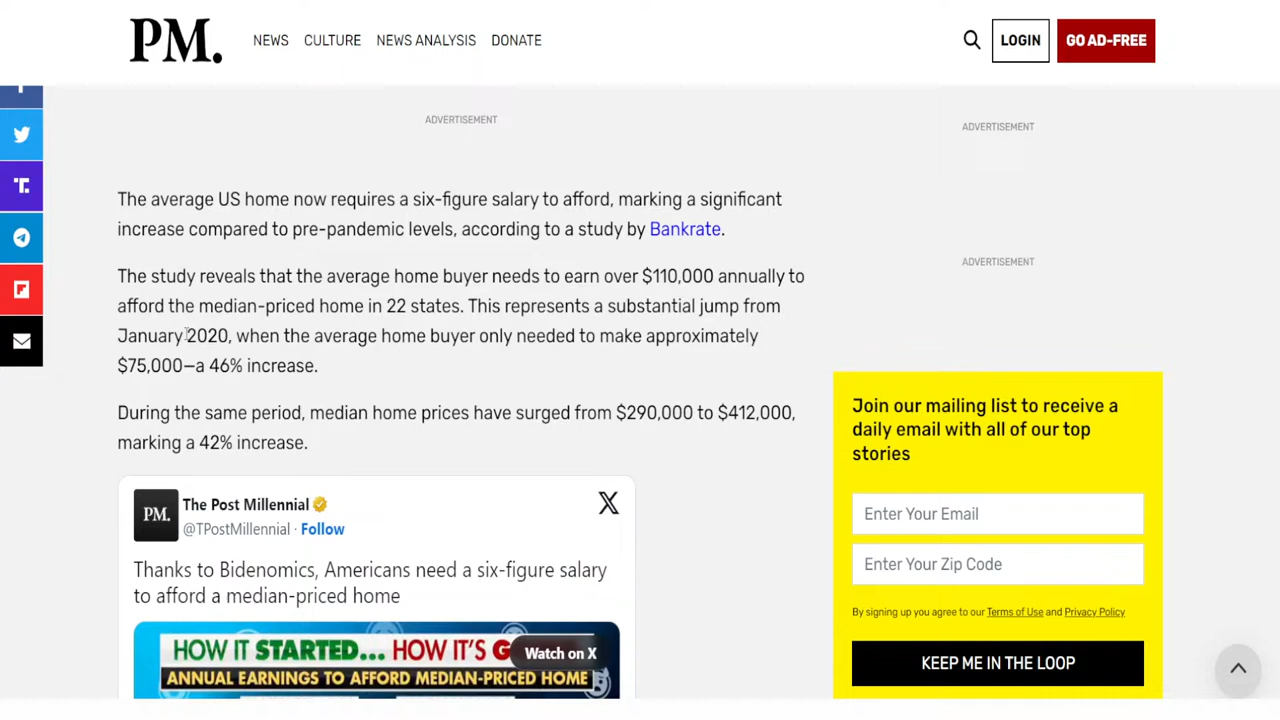 PM.
NEWS CULTURE NEWS ANALYSIS DONATE
LOGIN
GO AD-FREE
ADVERTISEMENT
ADVERTISEMENT
The average US home now requires a six-figure salary to afford, marking a significant
increase compared to pre-pandemic levels, according to a study by Bankrate.
ADVERTISEMENT
The study reveals that the average home buyer needs to earn over $110,000 annually to
afford the median-priced home in 22 states. This represents a substantial jump from
January 2020, when the average home buyer only needed to make approximately
$75,000—a 46% increase.
During the same period, median home prices have surged from $290,000 to $412,000,
marking a 42% increase.
PM.
The Post Millennial
@TPostMillennial · Follow
Thanks to Bidenomics, Americans need a six-figure salary
to afford a median-priced home
HOW IT STARTED... HOW IT'S G
Watch on X
ANNUAL EARNINGS TO AFFORD MEDIAN-PRICED HOME
Join our mailing list to receive a
daily email with all of our top
stories
Enter Your Email
Enter Your Zip Code
By signing up you agree to our Terms of Use and Privacy Policy
KEEP ME IN THE LOOP